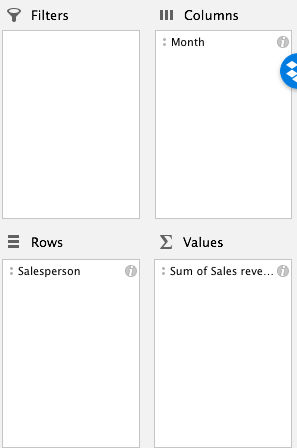 Filters
Columns
Month
Rows
Values
Salesperson
Sum of Sales reve...